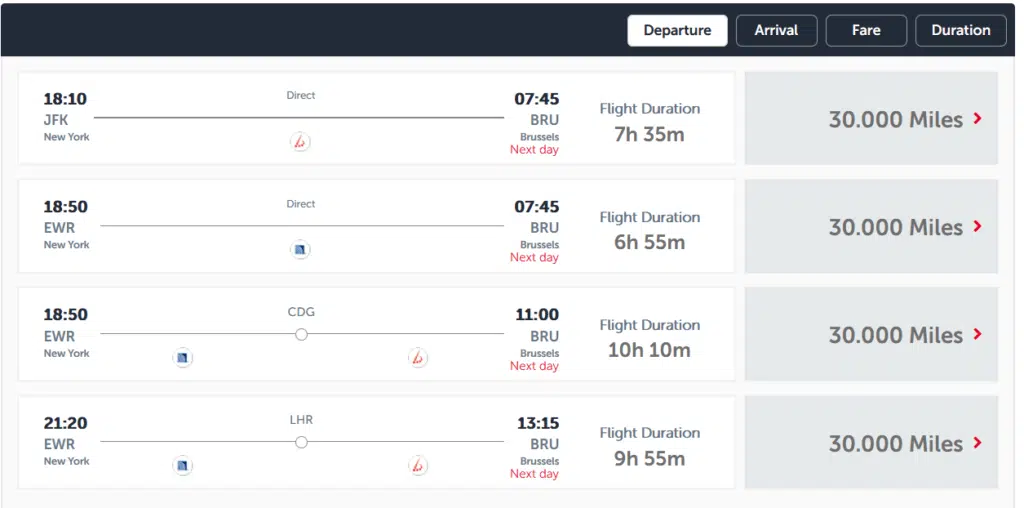 Departure Arrival Fare Duration
18:10 Direct 07:45
JFK BRU
New York Brussels
Next day
Flight Duration
7h 35m
30.000 Miles
18:50 Direct 07:45
EWR BRU
New York Brussels
Next day
Flight Duration
6h 55m
30.000 Miles
18:50 CDG 11:00
EWR BRU
New York Brussels
Next day
Flight Duration
10h 10m
30.000 Miles
21:20 LHR 13:15
EWR BRU
New York Brussels
Next day
Flight Duration
9h 55m
30.000 Miles